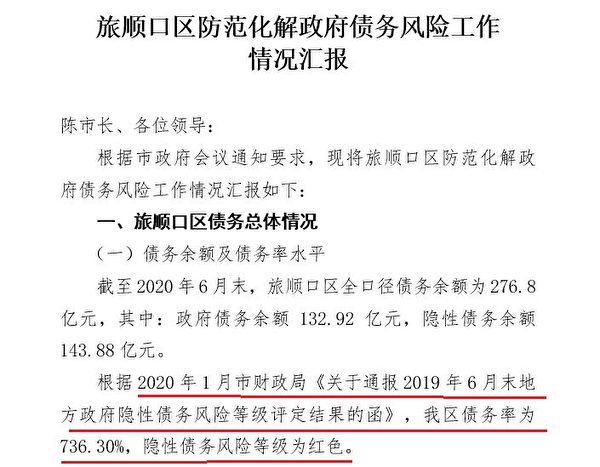 旅顺口区防范化解政府债务风险工作
情况汇报
陈市长、各位领导：
根据市政府会议通知要求，现将旅顺口区防范化解政
府债务风险工作情况汇报如下：
一、旅顺口区债务总体情况
（一）债务余额及债务率水平
截至2020年6月末，旅顺口区全口径债务余额为276.8
亿元，其中：政府债务余额 132.92 亿元，隐性债务余额
143.88 亿元。
根据 2020 年 1 月市财政局《关于通报 2019 年 6 月末地
方政府隐性债务风险等级评定结果的函》，我区债务率为
736.30%，隐性债务风险等级为红色。